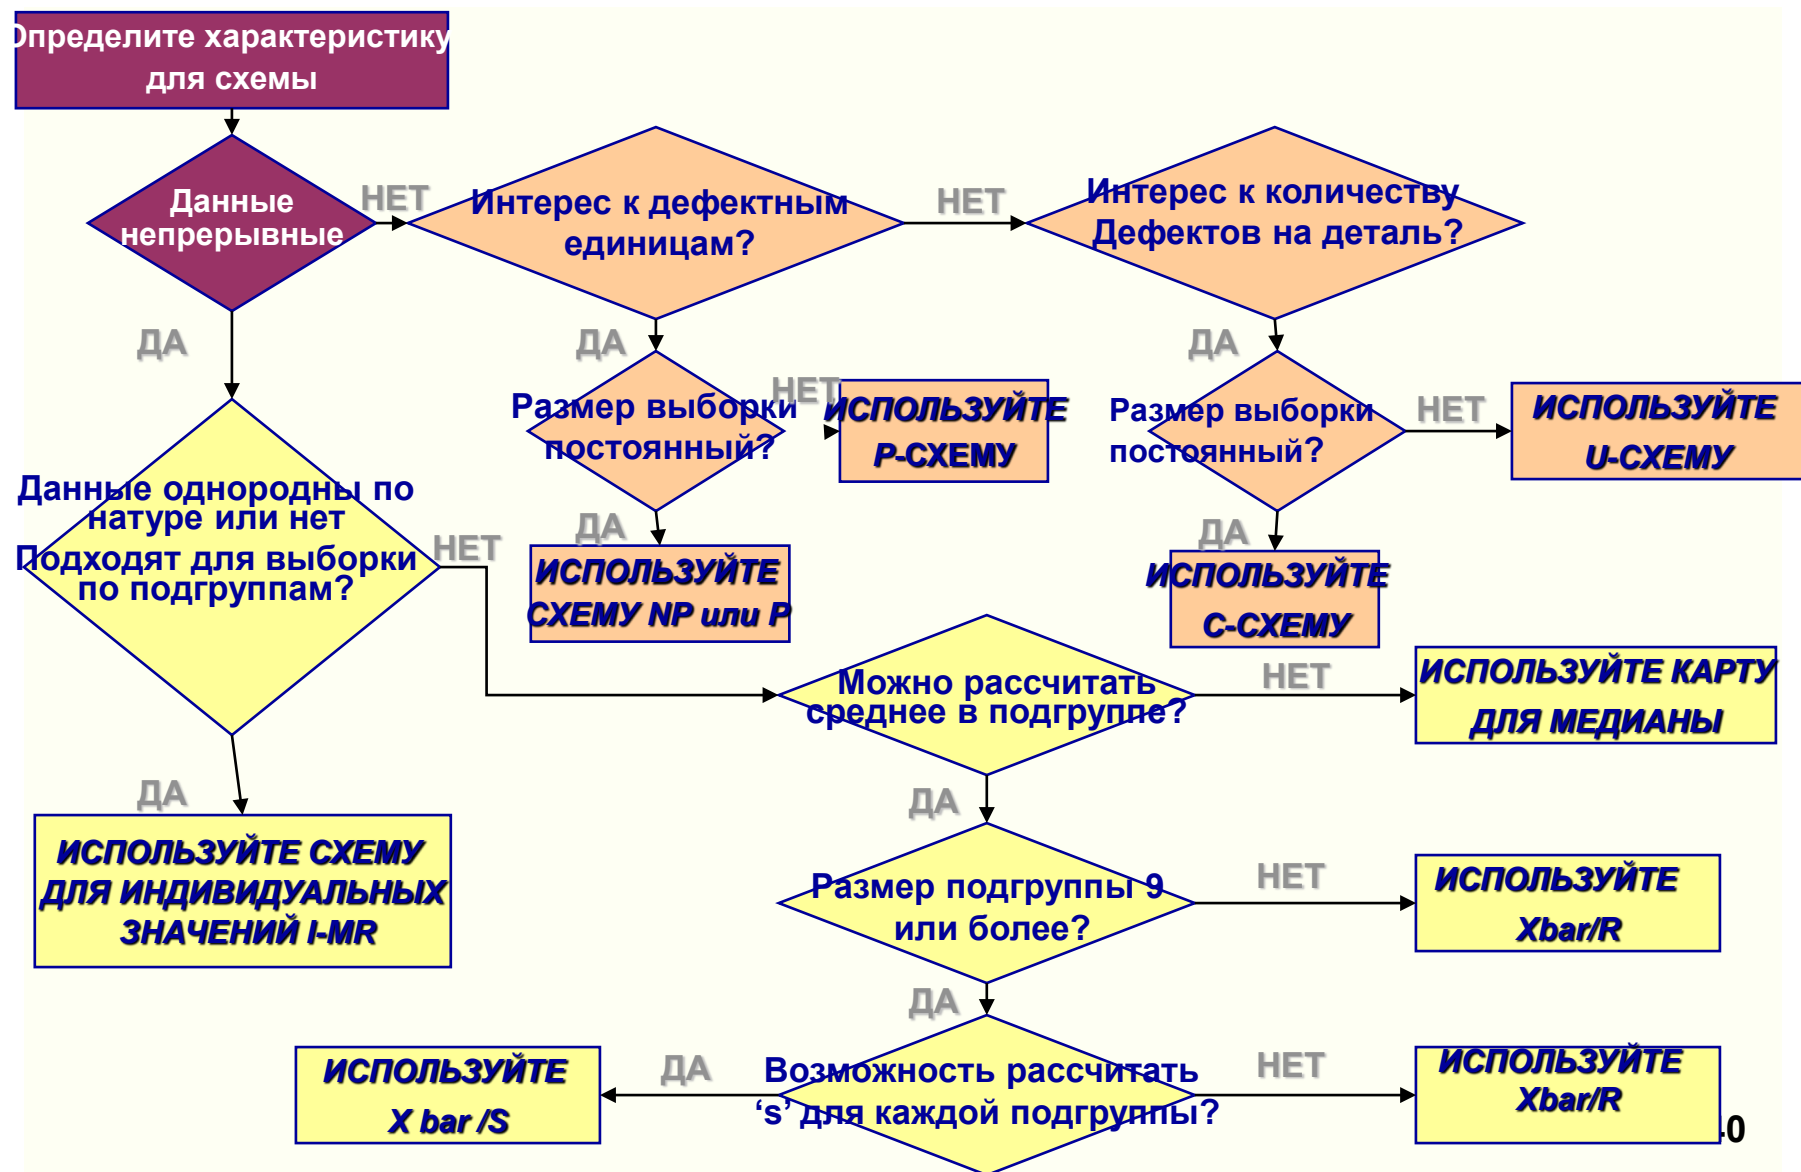 Определите характеристику
для схемы
Данные
непрерывные
НЕТ
Интерес к дефектным
единицам?
НЕТ
Интерес к количеству
Дефектов на деталь?
ДА
ДА
ДА
Размер выборки
постоянный?
НЕТ
ИСПОЛЬЗУЙТЕ
P-СХЕМУ
Размер выборки
постоянный?
НЕТ
ИСПОЛЬЗУЙТЕ
U-СХЕМУ
Данные однородны по
натуре или нет
Подходят для выборки
по подгруппам?
НЕТ
ДА
ИСПОЛЬЗУЙТЕ
СХЕМУ NP или P
ДА
ИСПОЛЬЗУЙТЕ
С-СХЕМУ
Можно рассчитать
среднее в подгруппе?
НЕТ
ИСПОЛЬЗУЙТЕ КАРТУ
ДЛЯ МЕДИАНЫ
ДА
ИСПОЛЬЗУЙТЕ СХЕМУ
ДЛЯ ИНДИВИДУАЛЬНЫХ
ЗНАЧЕНИЙ I-MR
ДА
Размер подгруппы 9
или более?
НЕТ
ИСПОЛЬЗУЙТЕ
Xbar/R
ДА
Возможность рассчитать
‘s’ для каждой подгруппы?
ДА
ИСПОЛЬЗУЙТЕ
X bar /S
НЕТ
ИСПОЛЬЗУЙТЕ
Xbar/R